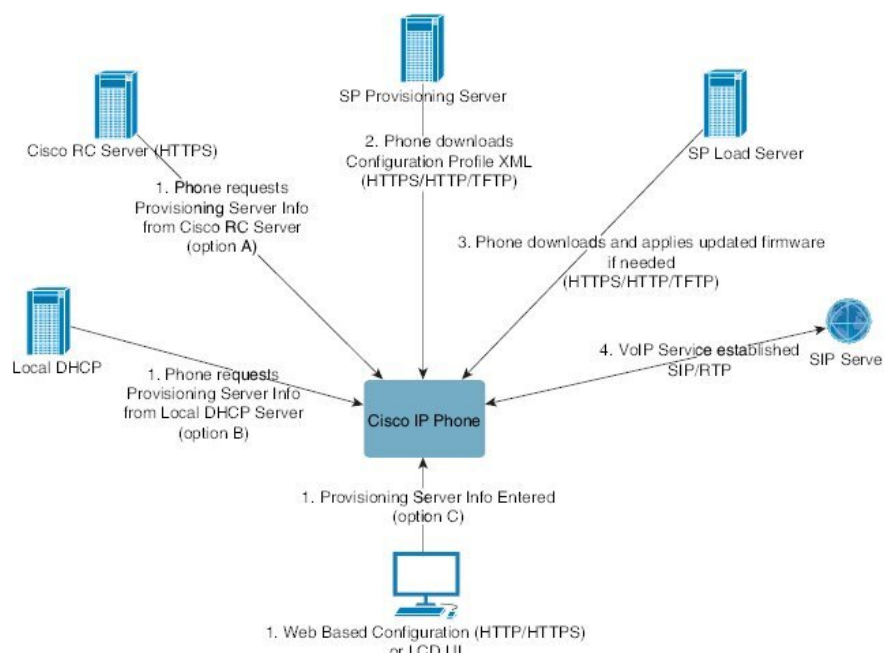 SP Provisioning Server
Cisco RC Server (HTTPS)
SP Load Server
2. Phone downloads
Configuration Profile XML
(HTTPS/HTTP/TFTP)
1. Phone requests
Provisioning Server Info
from Cisco RC Server
(option A)
3. Phone downloads and applies updated firmware
if needed
(HTTPS/HTTP/TFTP)
Local DHCP
1. Phone requests
Provisioning Server Info
from Local DHCP Server
(option B)
4. VoIP Service established
SIP/RTP
SIP Serve
Cisco IP Phone
1. Provisioning Server Info Entered
(option C)
1. Web Based Configuration (HTTP/HTTPS)
or LCD UI